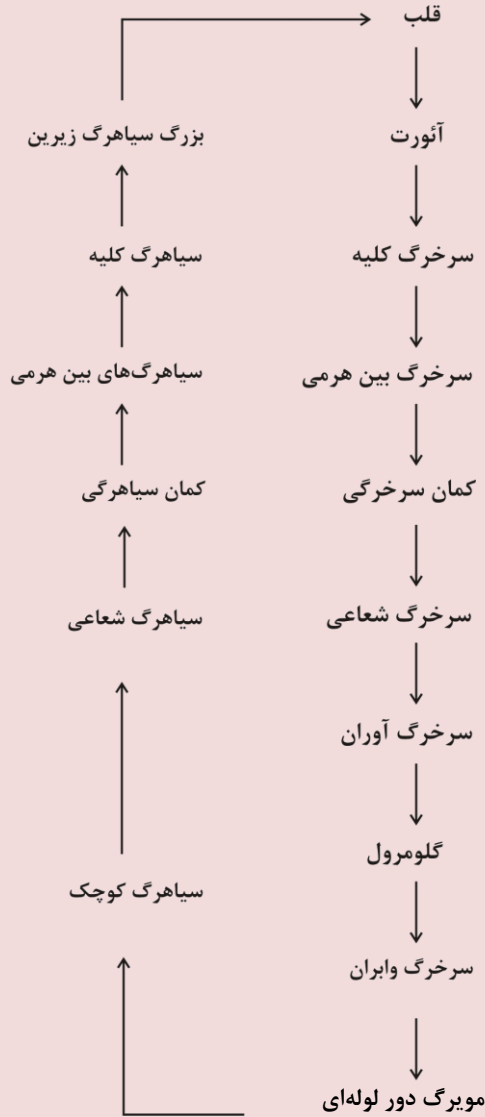 قلب
آئورت
سرخرگ کلیه
سرخرگ بین هرمی
کمان سرخرگی
سرخرگ شعاعی
سرخرگ آوران
گلومرول
سرخرگ وابران
مویرگ دور لوله‌ای
سیاهرگ کوچک
سیاهرگ شعاعی
کمان سیاهرگی
سیاهرگ‌های بین هرمی
سیاهرگ کلیه
بزرگ سیاهرگ زیرین